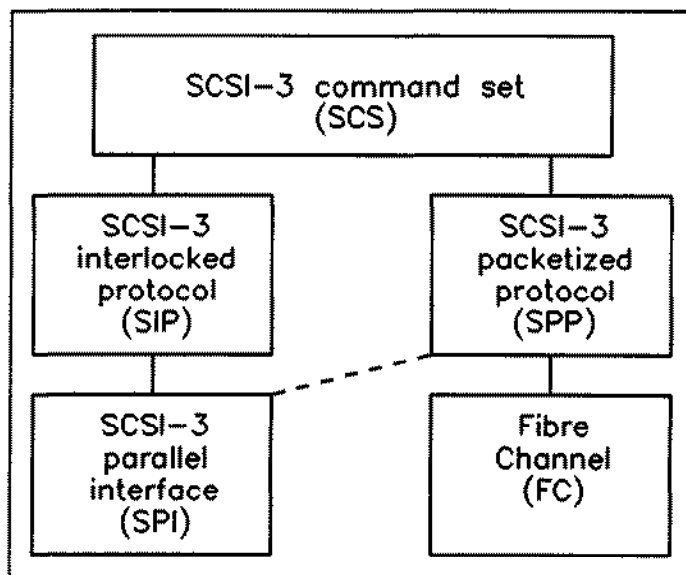 SCSI-3 command set
(SCS)
SCSI-3
interlocked
protocol
(SIP)
SCSI-3
packetized
protocol
(SPP)
SCSI-3
parallel
interface
(SPI)
Fibre
Channel
(FC)